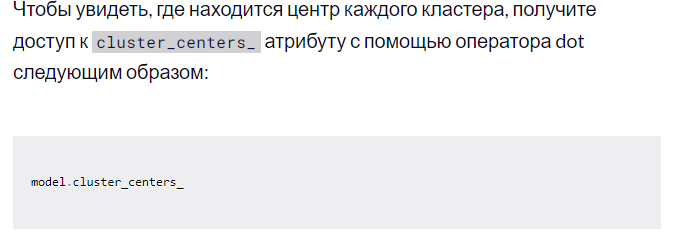 Чтобы увидеть, где находится центр каждого кластера, получите
доступ к cluster_centers_ атрибуту с помощью оператора dot
следующим образом:
model.cluster_centers_